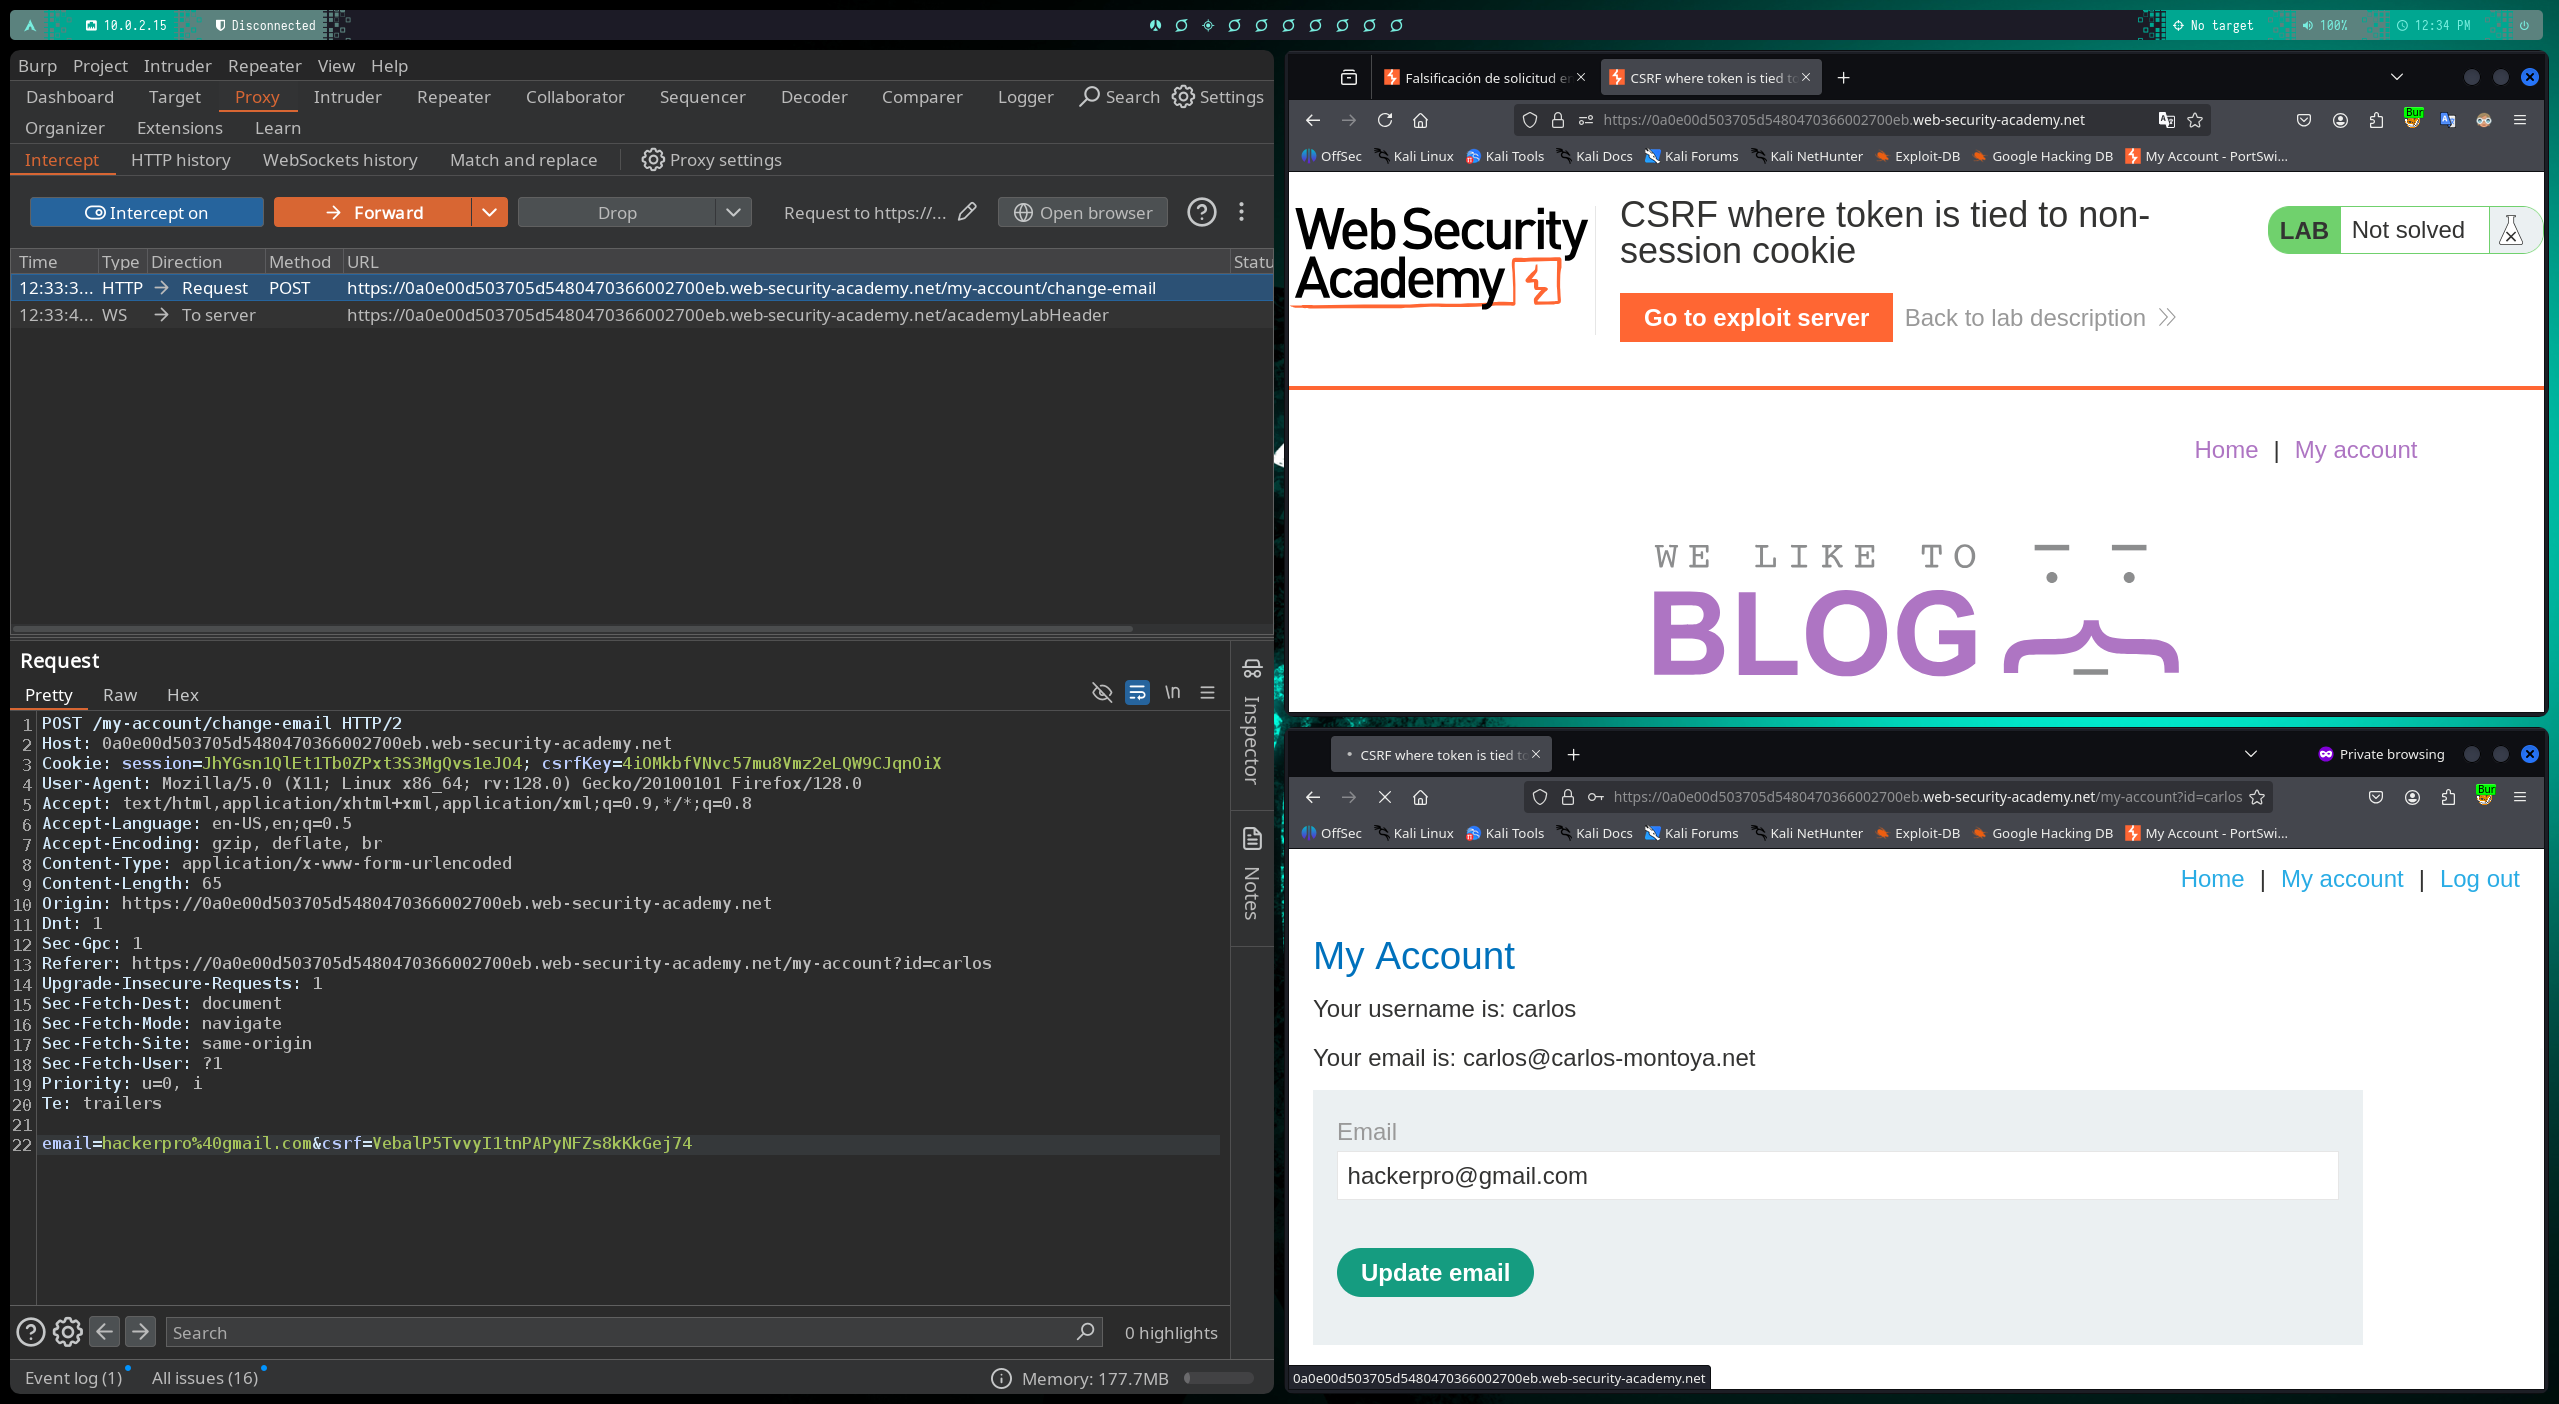 10.0.2.15 Disconnected No target 100% 12:34 PM
Burp Project Intruder Repeater View Help
Dashboard Target Proxy Intruder Repeater Collaborator Sequencer Decoder Comparer Logger Search Settings
Organizer Extensions Learn
Intercept HTTP history WebSockets history Match and replace Proxy settings
Intercept on Forward Drop Request to https://... Open browser
Time Type Direction Method URL Statu
12:33:3... HTTP Request POST https://0a0e00d503705d5480470366002700eb.web-security-academy.net/my-account/change-email
12:33:4... WS To server https://0a0e00d503705d5480470366002700eb.web-security-academy.net/academyLabHeader
Request
Pretty Raw Hex \n
1 POST /my-account/change-email HTTP/2
2 Host: 0a0e00d503705d5480470366002700eb.web-security-academy.net
3 Cookie: session=JhYGsn1QlEt1Tb0ZPxt3S3MgQvs1eJO4; csrfKey=4iOMkbfVNvc57mu8Vmz2eLQW9CJqnOiX
4 User-Agent: Mozilla/5.0 (X11; Linux x86_64; rv:128.0) Gecko/20100101 Firefox/128.0
5 Accept: text/html,application/xhtml+xml,application/xml;q=0.9,*/*;q=0.8
6 Accept-Language: en-US,en;q=0.5
7 Accept-Encoding: gzip, deflate, br
8 Content-Type: application/x-www-form-urlencoded
9 Content-Length: 65
10 Origin: https://0a0e00d503705d5480470366002700eb.web-security-academy.net
11 Dnt: 1
12 Sec-Gpc: 1
13 Referer: https://0a0e00d503705d5480470366002700eb.web-security-academy.net/my-account?id=carlos
14 Upgrade-Insecure-Requests: 1
15 Sec-Fetch-Dest: document
16 Sec-Fetch-Mode: navigate
17 Sec-Fetch-Site: same-origin
18 Sec-Fetch-User: ?1
19 Priority: u=0, i
20 Te: trailers
21
22 email=hackerpro%40gmail.com&csrf=VebalP5TvvyI1tnPAPyNFZs8kKkGej74
Inspector
Notes
Search 0 highlights
Event log (1) All issues (16) Memory: 177.7MB
Falsificación de solicitud en CSRF where token is tied to
https://0a0e00d503705d5480470366002700eb.web-security-academy.net Bur
OffSec Kali Linux Kali Tools Kali Docs Kali Forums Kali NetHunter Exploit-DB Google Hacking DB My Account - PortSwi...
Web Security
Academy
CSRF where token is tied to non-
session cookie
LAB Not solved
Go to exploit server Back to lab description
Home | My account
WE LIKE TO
BLOG
CSRF where token is tied to Private browsing
https://0a0e00d503705d5480470366002700eb.web-security-academy.net/my-account?id=carlos Bur
OffSec Kali Linux Kali Tools Kali Docs Kali Forums Kali NetHunter Exploit-DB Google Hacking DB My Account - PortSwi...
Home | My account | Log out
My Account
Your username is: carlos
Your email is: carlos@carlos-montoya.net
Email
hackerpro@gmail.com
Update email
0a0e00d503705d5480470366002700eb.web-security-academy.net